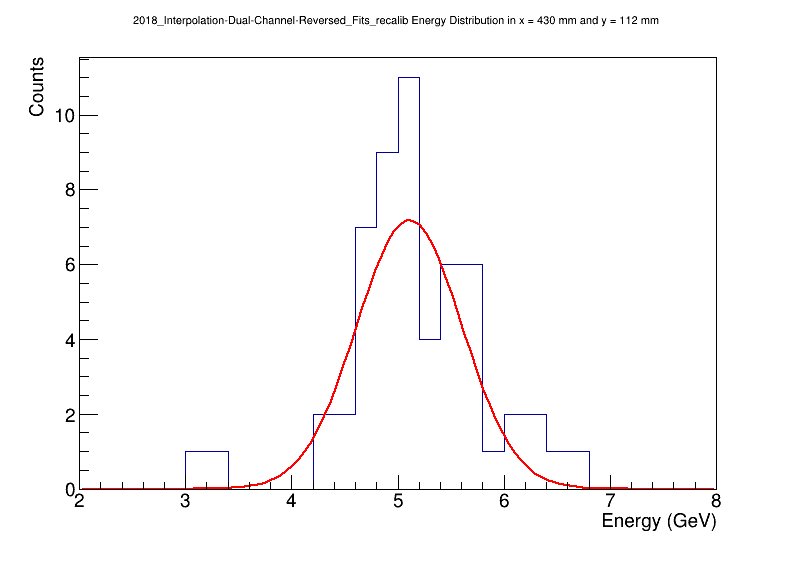 2018_Interpolation-Dual-Channel-Reversed_Fits_recalib Energy Distribution in x = 430 mm and y = 112 mm
Counts
10
8
6
4
2
0
2 3 4 5 6 7 8
Energy (GeV)